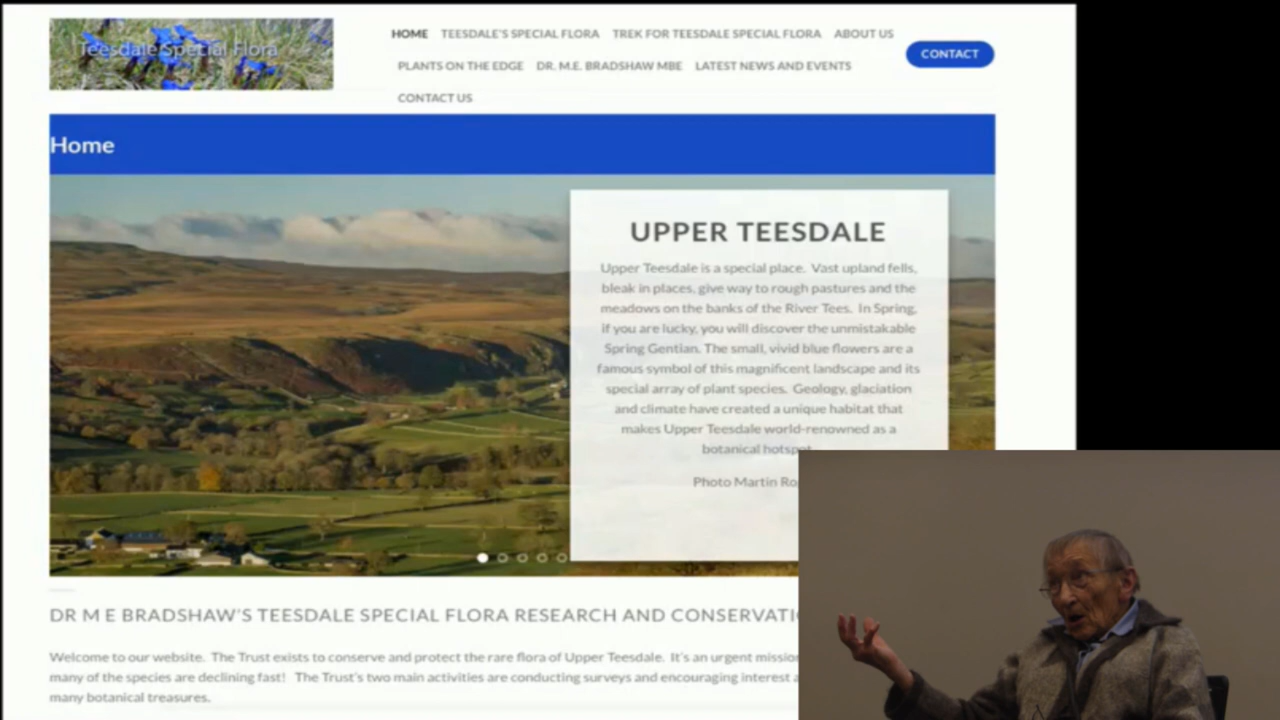 Teesdale Special Flora
HOME TEESDALE'S SPECIAL FLORA TREK FOR TEESDALE SPECIAL FLORA ABOUT US
PLANTS ON THE EDGE DR. M.E. BRADSHAW MBE LATEST NEWS AND EVENTS
CONTACT US
CONTACT
Home
UPPER TEESDALE
Upper Teesdale is a special place. Vast upland fells,
bleak in places, give way to rough pastures and the
meadows on the banks of the River Tees. In Spring,
if you are lucky, you will discover the unmistakable
Spring Gentian. The small, vivid blue flowers are a
famous symbol of this magnificent landscape and its
special array of plant species. Geology, glaciation
and climate have created a unique habitat that
makes Upper Teesdale world-renowned as a
botanical hotspot
Photo Martin Ro
DR M E BRADSHAW'S TEESDALE SPECIAL FLORA RESEARCH AND CONSERVATI
Welcome to our website. The Trust exists to conserve and protect the rare flora of Upper Teesdale. It's an urgent mission
many of the species are declining fast! The Trust's two main activities are conducting surveys and encouraging interest a
many botanical treasures.